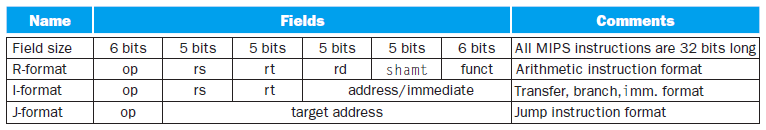 Name Fields Comments
Field size 6 bits 5 bits 5 bits 5 bits 5 bits 6 bits All MIPS instructions are 32 bits long
R-format op rs rt rd shamt funct Arithmetic instruction format
I-format op rs rt address/immediate Transfer, branch, imm. format
J-format op target address Jump instruction format